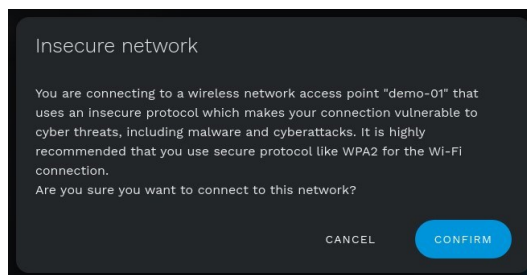 Insecure network
You are connecting to a wireless network access point "demo-01" that
uses an insecure protocol which makes your connection vulnerable to
cyber threats, including malware and cyberattacks. It is highly
recommended that you use secure protocol like WPA2 for the Wi-Fi
connection.
Are you sure you want to connect to this network?
CANCEL CONFIRM